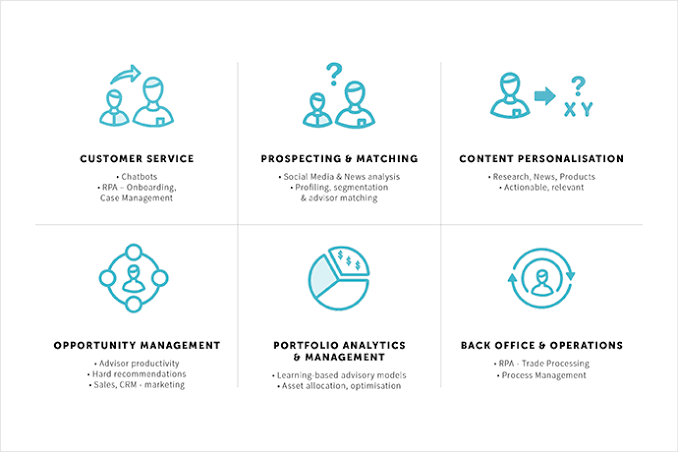 ?
?
X Y
CUSTOMER SERVICE
PROSPECTING & MATCHING
CONTENT PERSONALISATION
• Chatbots
• RPA – Onboarding,
Case Management
• Social Media & News analysis
• Profiling, segmentation
& advisor matching
• Research, News, Products
• Actionable, relevant
$ $ $
OPPORTUNITY MANAGEMENT
• Advisor productivity
• Hard recommendations
• Sales, CRM - marketing
PORTFOLIO ANALYTICS
& MANAGEMENT
• Learning-based advisory models
• Asset allocation, optimisation
BACK OFFICE & OPERATIONS
• RPA - Trade Processing
• Process Management